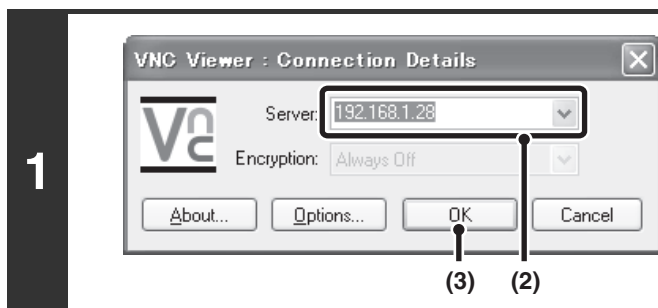 1
VNC Viewer : Connection Details
Vnc
Server: 192.168.1.28
Encryption: Always Off
About... Options... OK Cancel
(3) (2)